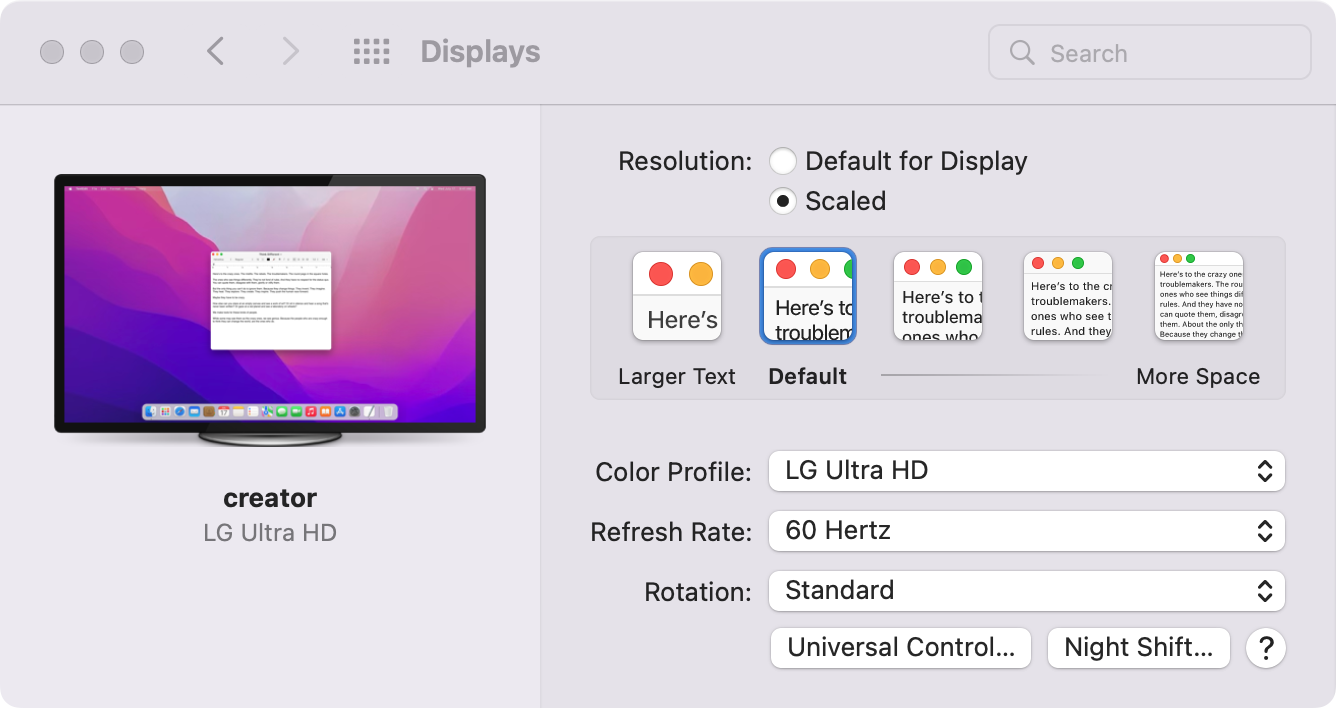 Displays
Search
Resolution:
Default for Display
Scaled
Here's
Here's to
troublem
Here's to t
troublema
ones who
Here's to the cr
troublemakers.
ones who see t
rules. And they
Here's to the crazy one
troublemakers. The rou
ones who see things dif
rules. And they have no
can quote them, disagre
them. About the only th
Because they change t
Larger Text
Default
More Space
creator
LG Ultra HD
Color Profile:
LG Ultra HD
Refresh Rate:
60 Hertz
Rotation:
Standard
Universal Control...
Night Shift...
?